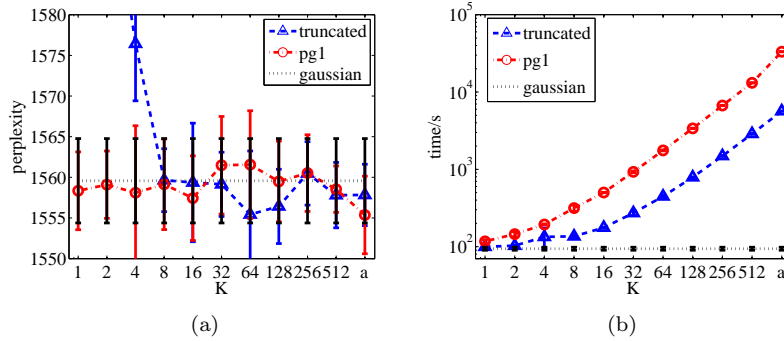 1580
1575
1570
1565
1560
1555
1550
perplexity
truncated
pg1
gaussian
1 2 4 8 16 32 64 128 256 512 a
K
(a)
10^5
10^4
10^3
10^2
time/s
truncated
pg1
gaussian
1 2 4 8 16 32 64 128 256 512 a
K
(b)